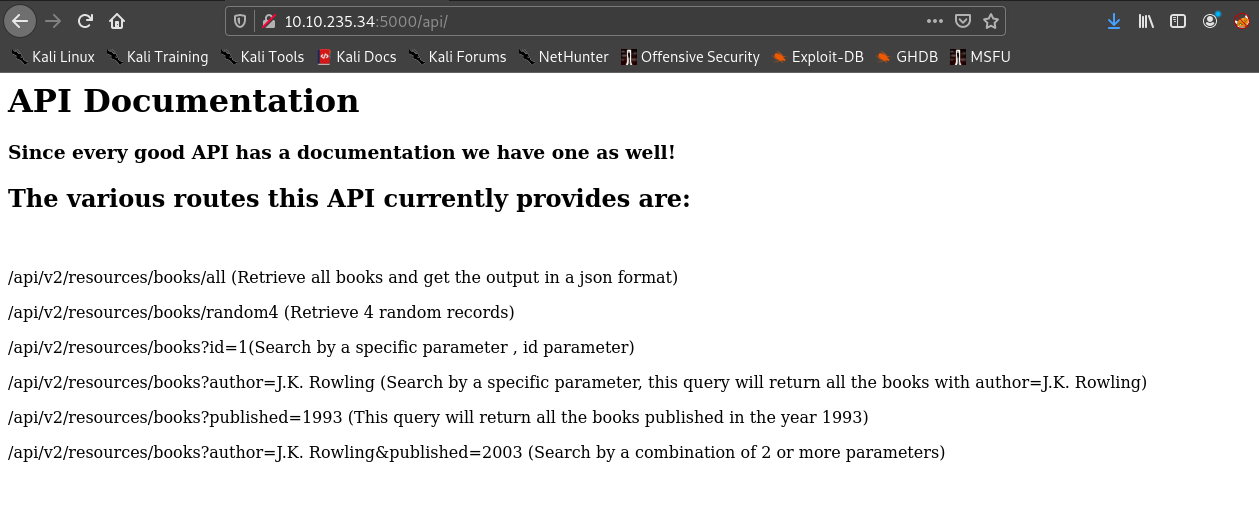 10.10.235.34:5000/api/
Kali Linux Kali Training Kali Tools Kali Docs Kali Forums NetHunter Offensive Security Exploit-DB GHDB MSFU
API Documentation
Since every good API has a documentation we have one as well!
The various routes this API currently provides are:
/api/v2/resources/books/all (Retrieve all books and get the output in a json format)
/api/v2/resources/books/random4 (Retrieve 4 random records)
/api/v2/resources/books?id=1(Search by a specific parameter , id parameter)
/api/v2/resources/books?author=J.K. Rowling (Search by a specific parameter, this query will return all the books with author=J.K. Rowling)
/api/v2/resources/books?published=1993 (This query will return all the books published in the year 1993)
/api/v2/resources/books?author=J.K. Rowling&published=2003 (Search by a combination of 2 or more parameters)